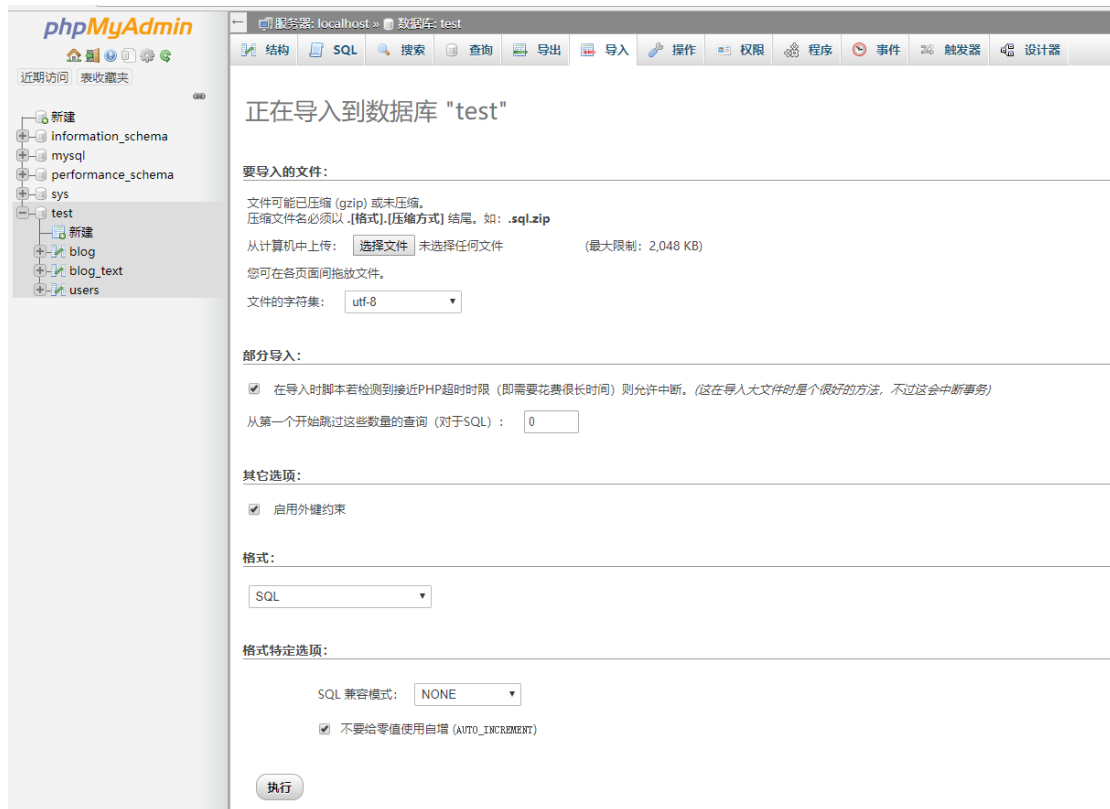 phpMyAdmin
近期访问 表收藏夹
新建
information_schema
mysql
performance_schema
sys
test
新建
blog
blog_text
users
服务器: localhost » 数据库: test
结构 SQL 搜索 查询 导出 导入 操作 权限 程序 事件 触发器 设计器
正在导入到数据库 "test"
要导入的文件：
文件可能已压缩 (gzip) 或未压缩。
压缩文件名必须以 .[格式].[压缩方式] 结尾。如：.sql.zip
从计算机中上传： 选择文件 未选择任何文件 (最大限制：2,048 KB)
您可在各页面间拖放文件。
文件的字符集： utf-8
部分导入：
在导入时脚本若检测到接近PHP超时时限（即需要花费很长时间）则允许中断。(这在导入大文件时是个很好的方法，不过这会中断事务)
从第一个开始跳过这些数量的查询（对于SQL）： 0
其它选项：
启用外键约束
格式：
SQL
格式特定选项：
SQL 兼容模式： NONE
不要给零值使用自增 (AUTO_INCREMENT)
执行